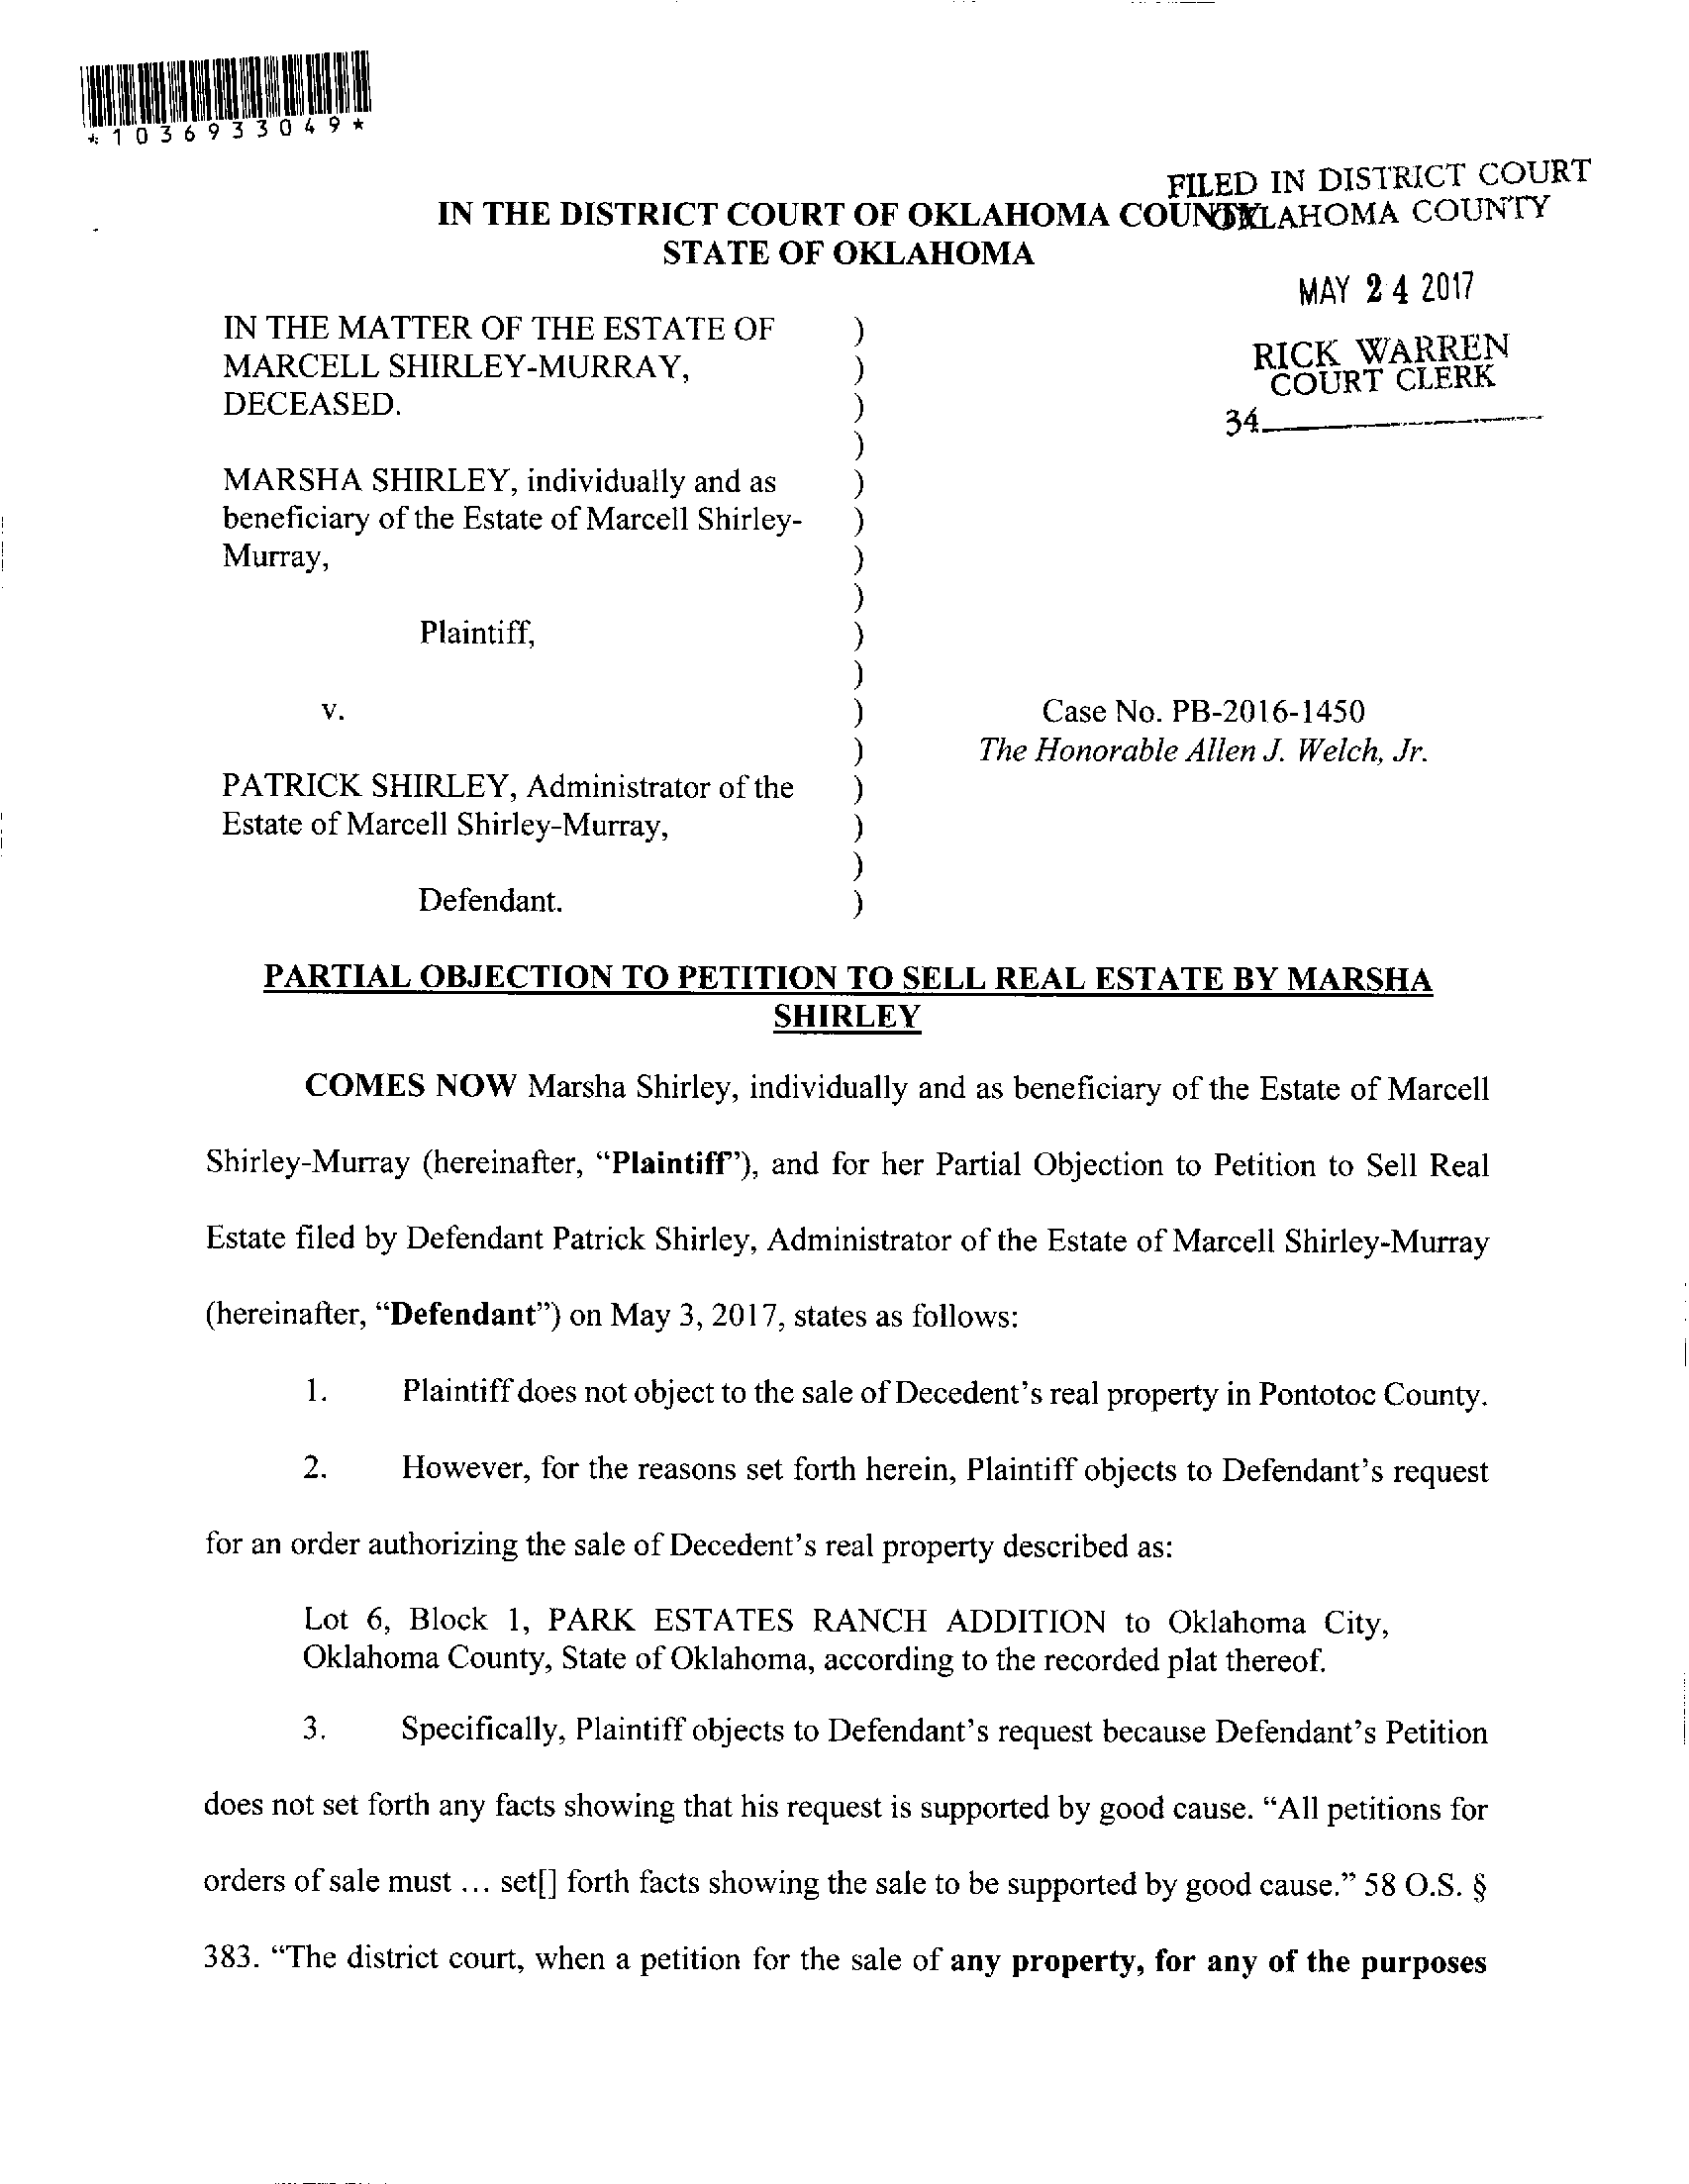 *1036933049*
FILED IN DISTRICT COURT
OKLAHOMA COUNTY
IN THE DISTRICT COURT OF OKLAHOMA COUNTY
STATE OF OKLAHOMA
MAY 24 2017
RICK WARREN
COURT CLERK
34
IN THE MATTER OF THE ESTATE OF )
MARCELL SHIRLEY-MURRAY, )
DECEASED. )
)
MARSHA SHIRLEY, individually and as )
beneficiary of the Estate of Marcell Shirley- )
Murray, )
)
Plaintiff, )
)
v. ) Case No. PB-2016-1450
) The Honorable Allen J. Welch, Jr.
PATRICK SHIRLEY, Administrator of the )
Estate of Marcell Shirley-Murray, )
)
Defendant. )
PARTIAL OBJECTION TO PETITION TO SELL REAL ESTATE BY MARSHA
SHIRLEY
COMES NOW Marsha Shirley, individually and as beneficiary of the Estate of Marcell
Shirley-Murray (hereinafter, “Plaintiff”), and for her Partial Objection to Petition to Sell Real
Estate filed by Defendant Patrick Shirley, Administrator of the Estate of Marcell Shirley-Murray
(hereinafter, “Defendant”) on May 3, 2017, states as follows:
1. Plaintiff does not object to the sale of Decedent’s real property in Pontotoc County.
2. However, for the reasons set forth herein, Plaintiff objects to Defendant’s request
for an order authorizing the sale of Decedent’s real property described as:
Lot 6, Block 1, PARK ESTATES RANCH ADDITION to Oklahoma City,
Oklahoma County, State of Oklahoma, according to the recorded plat thereof.
3. Specifically, Plaintiff objects to Defendant’s request because Defendant’s Petition
does not set forth any facts showing that his request is supported by good cause. “All petitions for
orders of sale must ... set[] forth facts showing the sale to be supported by good cause.” 58 O.S. §
383. “The district court, when a petition for the sale of any property, for any of the purposes